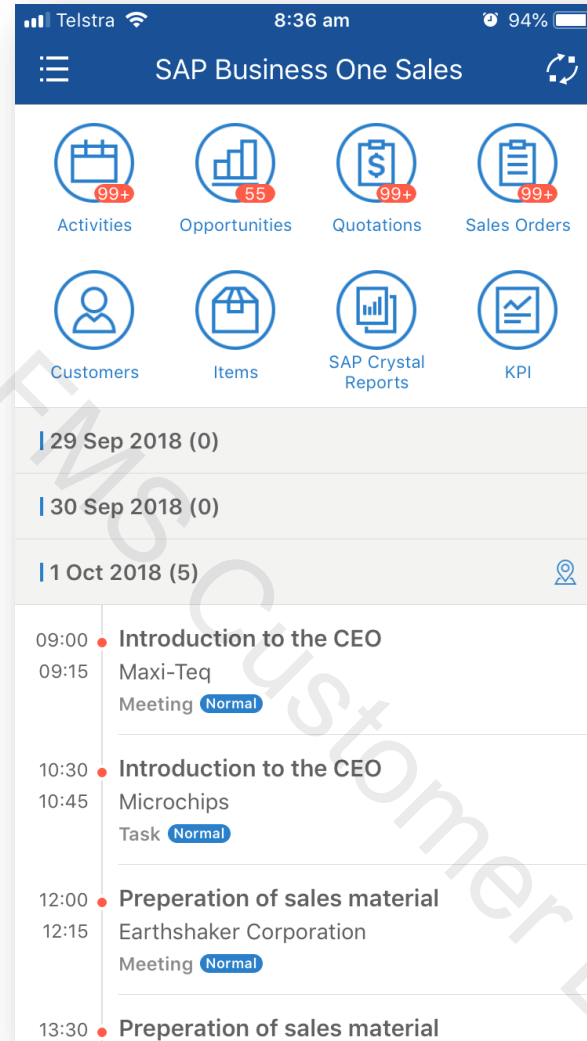 Telstra 8:36 am 94%
SAP Business One Sales
99+ 55 99+ 99+
Activities Opportunities Quotations Sales Orders
Customers Items SAP Crystal Reports KPI
29 Sep 2018 (0)
30 Sep 2018 (0)
1 Oct 2018 (5)
09:00 Introduction to the CEO
09:15 Maxi-Teq
Meeting Normal
10:30 Introduction to the CEO
10:45 Microchips
Task Normal
12:00 Preperation of sales material
12:15 Earthshaker Corporation
Meeting Normal
13:30 Preperation of sales material
FMS Customer